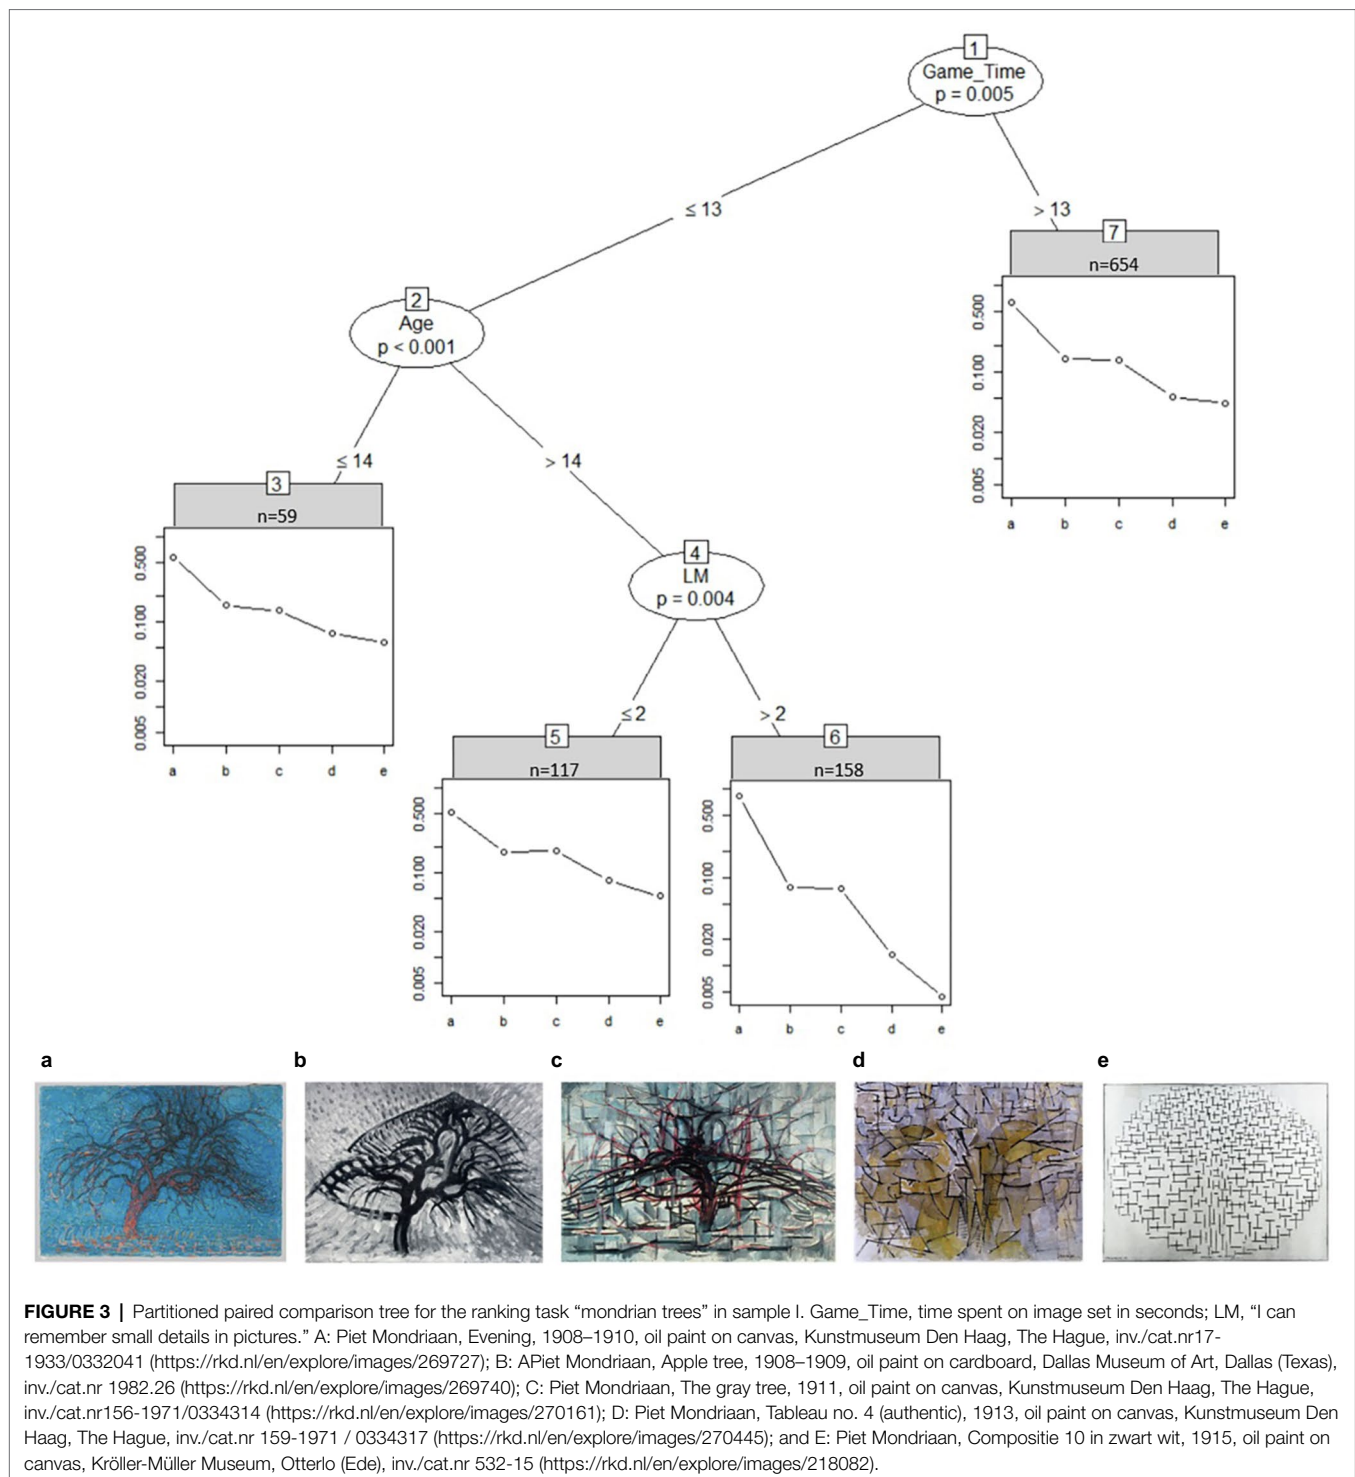 1
Game_Time
p = 0.005
≤ 13
> 13
7
n=654
0.500
0.100
0.020
0.005
a b c d e
2
Age
p < 0.001
≤ 14
> 14
3
n=59
0.500
0.100
0.020
0.005
a b c d e
4
LM
p = 0.004
≤ 2
> 2
5
n=117
0.500
0.100
0.020
0.005
a b c d e
6
n=158
0.500
0.100
0.020
0.005
a b c d e
a b c d e
FIGURE 3 | Partitioned paired comparison tree for the ranking task “mondrian trees” in sample I. Game_Time, time spent on image set in seconds; LM, “I can
remember small details in pictures.” A: Piet Mondriaan, Evening, 1908–1910, oil paint on canvas, Kunstmuseum Den Haag, The Hague, inv./cat.nr17-
1933/0332041 (https://rkd.nl/en/explore/images/269727); B: APiet Mondriaan, Apple tree, 1908–1909, oil paint on cardboard, Dallas Museum of Art, Dallas (Texas),
inv./cat.nr 1982.26 (https://rkd.nl/en/explore/images/269740); C: Piet Mondriaan, The gray tree, 1911, oil paint on canvas, Kunstmuseum Den Haag, The Hague,
inv./cat.nr156-1971/0334314 (https://rkd.nl/en/explore/images/270161); D: Piet Mondriaan, Tableau no. 4 (authentic), 1913, oil paint on canvas, Kunstmuseum Den
Haag, The Hague, inv./cat.nr 159-1971 / 0334317 (https://rkd.nl/en/explore/images/270445); and E: Piet Mondriaan, Compositie 10 in zwart wit, 1915, oil paint on
canvas, Kröller-Müller Museum, Otterlo (Ede), inv./cat.nr 532-15 (https://rkd.nl/en/explore/images/218082).